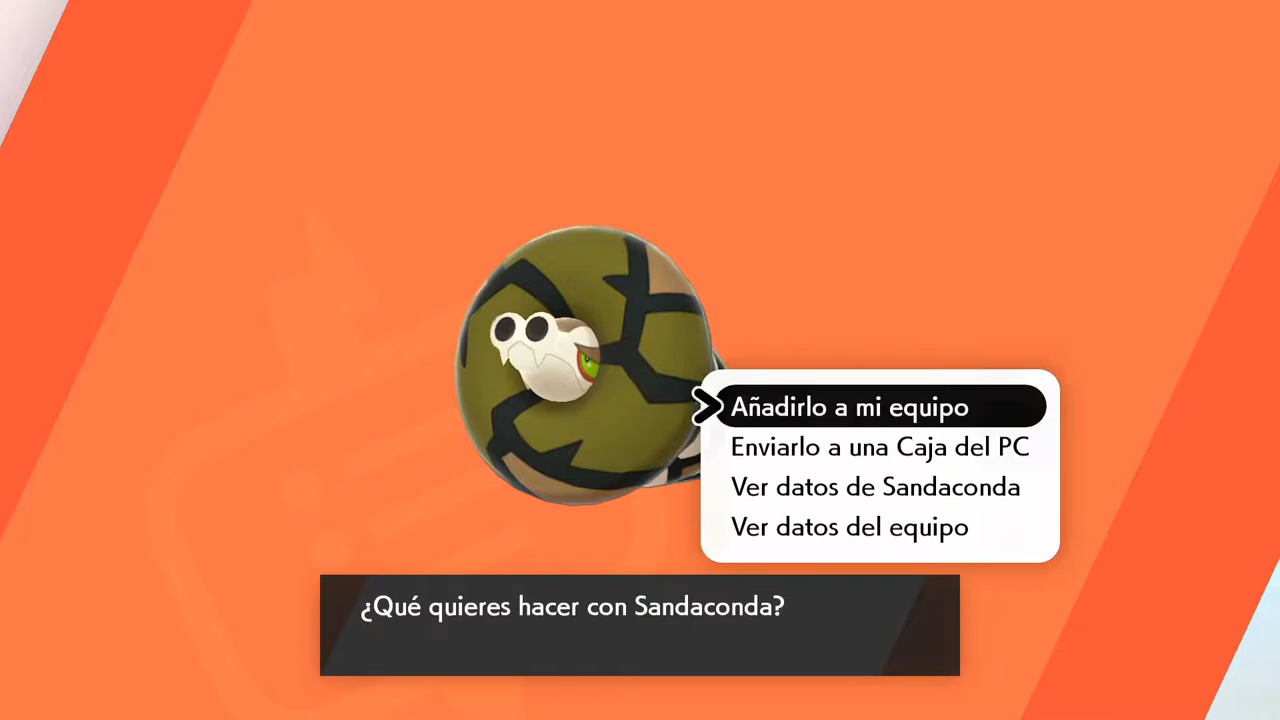 Añadirlo a mi equipo
Enviarlo a una Caja del PC
Ver datos de Sandaconda
Ver datos del equipo
¿Qué quieres hacer con Sandaconda?